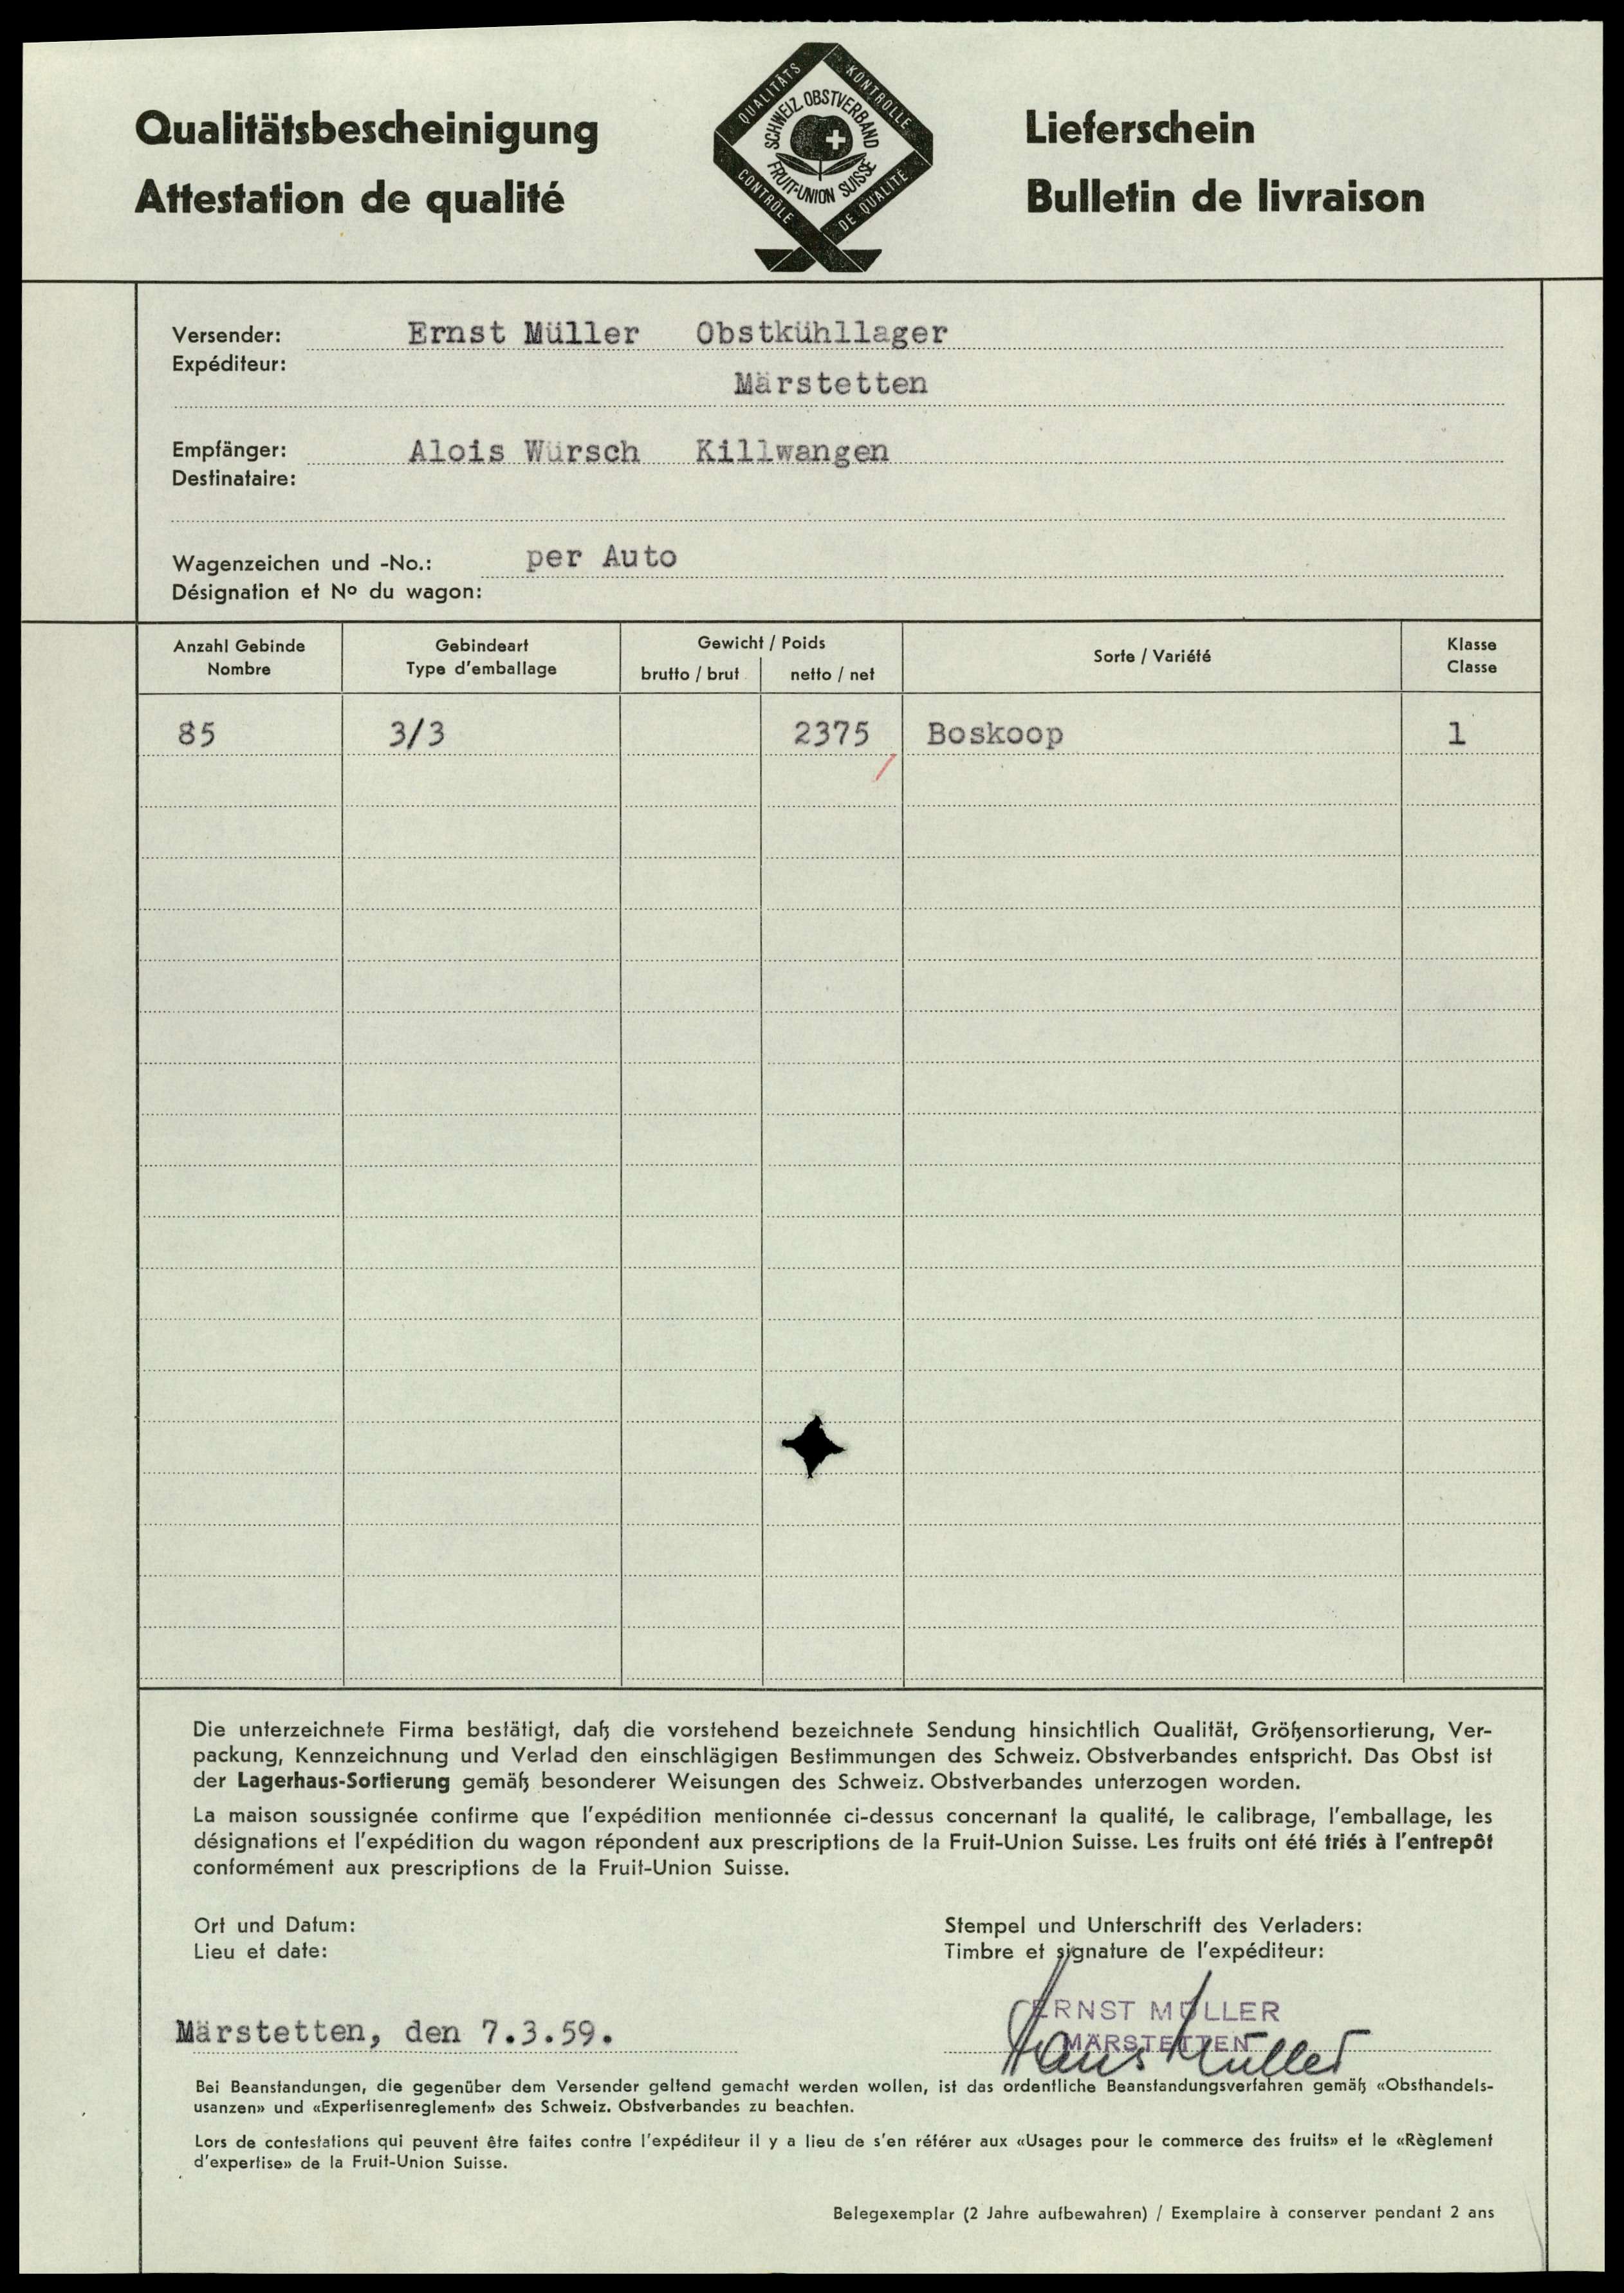 Qualitätsbescheinigung
Attestation de qualité
QUALITÄTS KONTROLLE
SCHWEIZ. OBSTVERBAND
FRUIT-UNION SUISSE
CONTRÔLE DE QUALITÉ
Lieferschein
Bulletin de livraison
Versender: Ernst Müller Obstkühllager
Expéditeur:
Märstetten
Empfänger: Alois Würsch Killwangen
Destinataire:
Wagenzeichen und -No.: per Auto
Désignation et Nº du wagon:
Anzahl Gebinde
Nombre
Gebindeart
Type d'emballage
Gewicht / Poids
brutto / brut netto / net
Sorte / Variété
Klasse
Classe
85 3/3 2375 Boskoop 1
Die unterzeichnete Firma bestätigt, daß die vorstehend bezeichnete Sendung hinsichtlich Qualität, Größensortierung, Ver-
packung, Kennzeichnung und Verlad den einschlägigen Bestimmungen des Schweiz. Obstverbandes entspricht. Das Obst ist
der Lagerhaus-Sortierung gemäß besonderer Weisungen des Schweiz. Obstverbandes unterzogen worden.
La maison soussignée confirme que l'expédition mentionnée ci-dessus concernant la qualité, le calibrage, l'emballage, les
désignations et l'expédition du wagon répondent aux prescriptions de la Fruit-Union Suisse. Les fruits ont été triés à l'entrepôt
conformément aux prescriptions de la Fruit-Union Suisse.
Ort und Datum:
Lieu et date:
Stempel und Unterschrift des Verladers:
Timbre et signature de l'expéditeur:
Märstetten, den 7.3.59.
ERNST MÜLLER
MÄRSTETTEN
Hans Müller
Bei Beanstandungen, die gegenüber dem Versender geltend gemacht werden wollen, ist das ordentliche Beanstandungsverfahren gemäß «Obsthandels-
usanzen» und «Expertisenreglement» des Schweiz. Obstverbandes zu beachten.
Lors de contestations qui peuvent être faites contre l'expéditeur il y a lieu de s'en référer aux «Usages pour le commerce des fruits» et le «Règlement
d'expertise» de la Fruit-Union Suisse.
Belegexemplar (2 Jahre aufbewahren) / Exemplaire à conserver pendant 2 ans